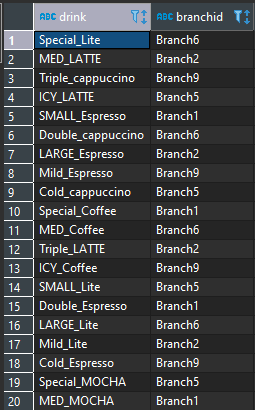 ABC drink ABC branchid
1 Special_Lite Branch6
2 MED_LATTE Branch2
3 Triple_cappuccino Branch9
4 ICY_LATTE Branch5
5 SMALL_Espresso Branch1
6 Double_cappuccino Branch6
7 LARGE_Espresso Branch2
8 Mild_Espresso Branch9
9 Cold_cappuccino Branch5
10 Special_Coffee Branch1
11 MED_Coffee Branch6
12 Triple_LATTE Branch2
13 ICY_Coffee Branch9
14 SMALL_Lite Branch5
15 Double_Espresso Branch1
16 LARGE_Lite Branch6
17 Mild_Lite Branch2
18 Cold_Espresso Branch9
19 Special_MOCHA Branch5
20 MED_MOCHA Branch1